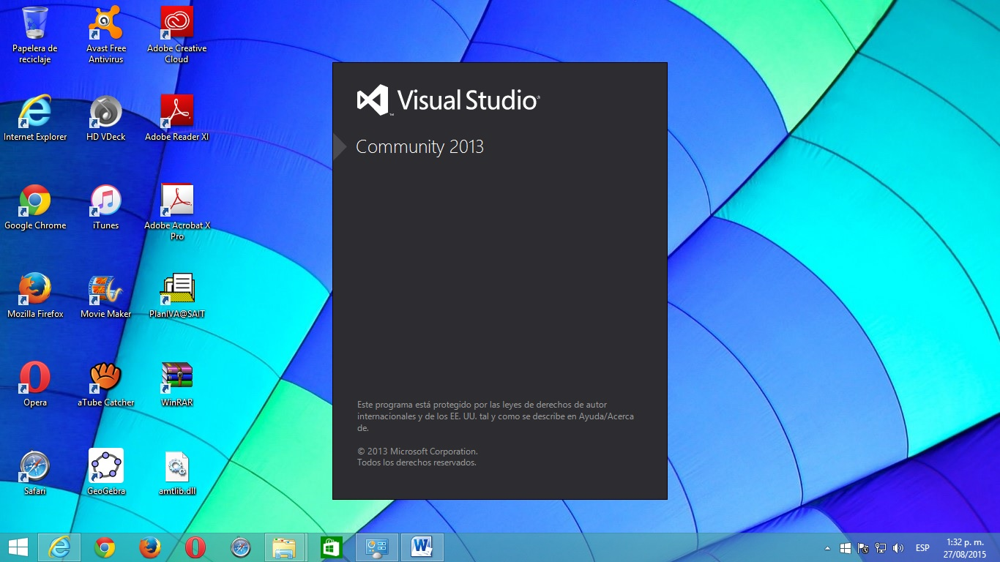 Papelera de
reciclaje
Avast Free
Antivirus
Adobe Creative
Cloud
Internet Explorer
HD VDeck
Adobe Reader XI
Google Chrome
iTunes
Adobe Acrobat X
Pro
Mozilla Firefox
Movie Maker
PlanIVA@SAIT
Opera
aTube Catcher
WinRAR
Safari
GeoGebra
amtlib.dll
Visual Studio
Community 2013
Este programa está protegido por las leyes de derechos de autor
internacionales y de los EE. UU. tal y como se describe en Ayuda/Acerca
de.
© 2013 Microsoft Corporation.
Todos los derechos reservados.
ESP
1:32 p. m.
27/08/2015